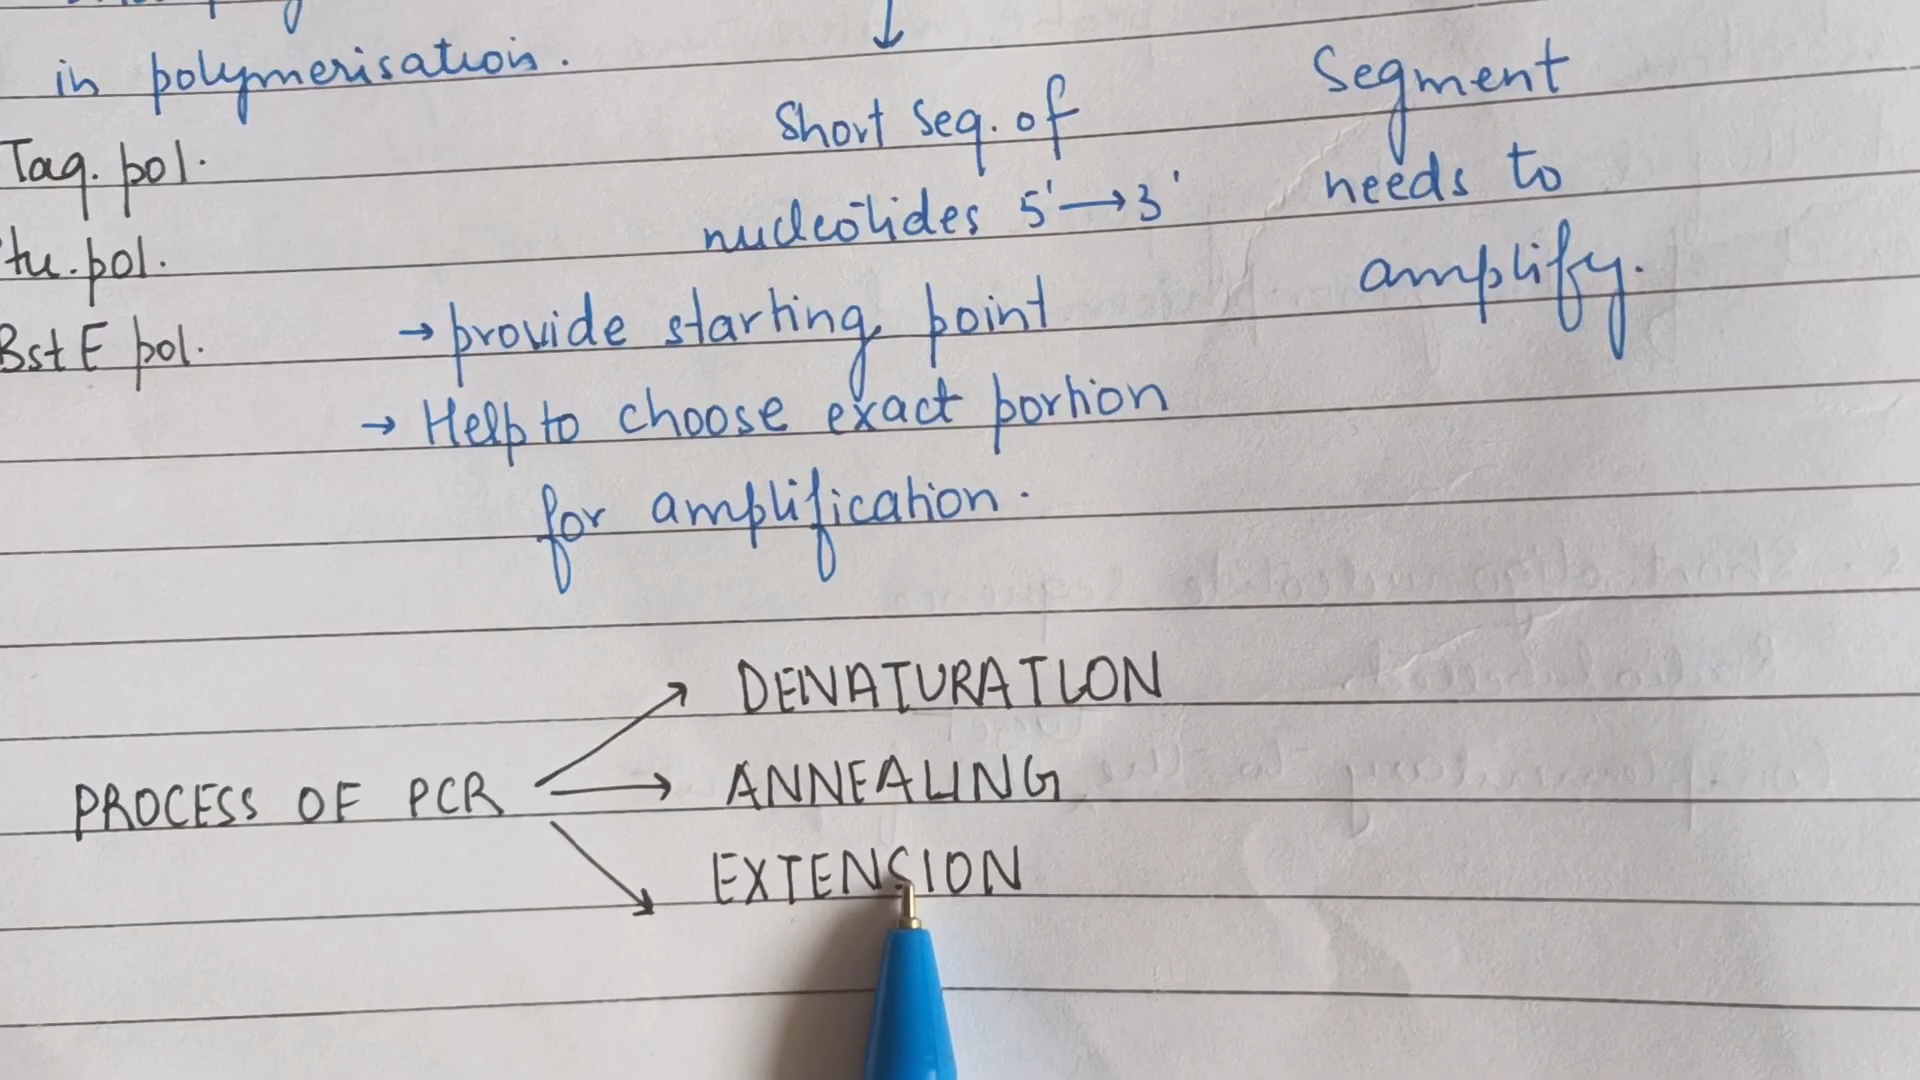 in polymerisation.
Taq. pol.
tu. pol.
Bst E pol.
↓
Short Seq. of
nucleotides 5'→3'
→ provide starting point
→ Help to choose exact portion
for amplification.
Segment
needs to
amplify.
PROCESS OF PCR
→ DENATURATION
→ ANNEALING
→ EXTENSION